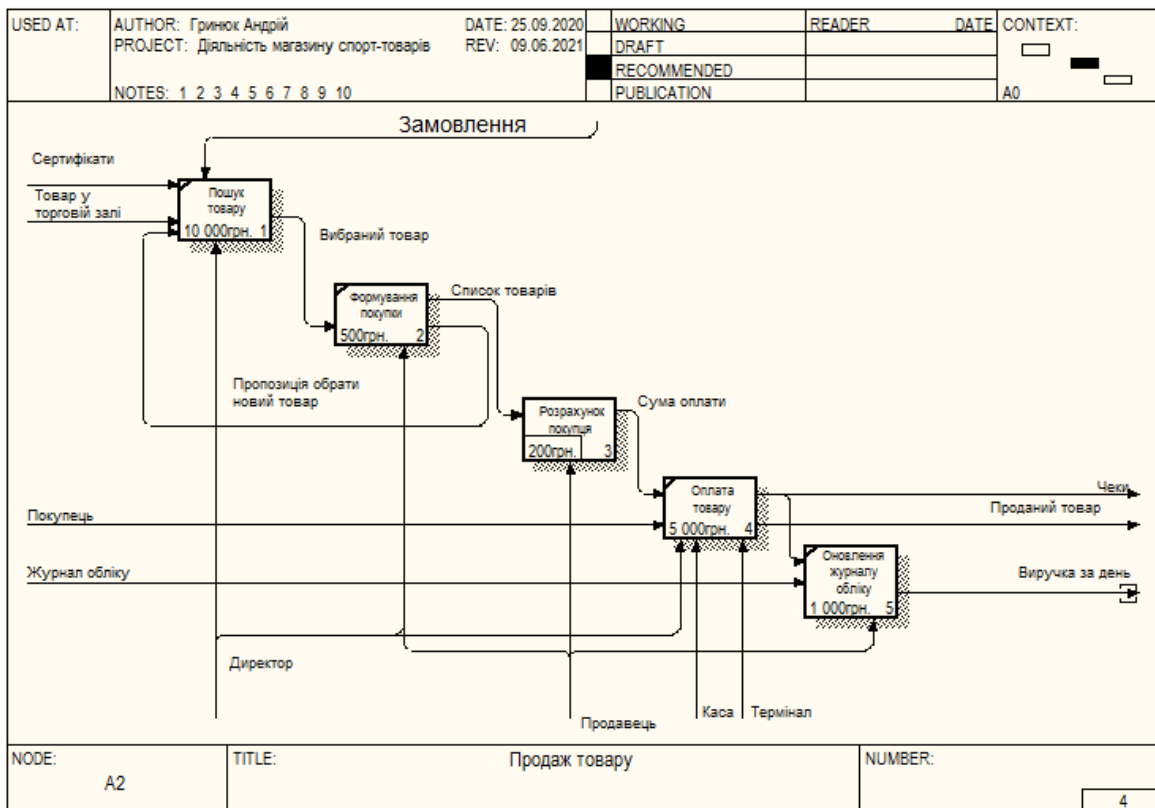 USED AT:
AUTHOR: Гринюк Андрій
DATE: 25.09.2020
PROJECT: Діяльність магазину спорт-товарів
REV: 09.06.2021
NOTES: 1 2 3 4 5 6 7 8 9 10
WORKING
DRAFT
RECOMMENDED
PUBLICATION
READER
DATE
CONTEXT:
A0
Замовлення
Сертифікати
Товар у
торговій залі
Пошук
товару
10 000грн. 1
Вибраний товар
Формування
покупки
500грн. 2
Список товарів
Пропозиція обрати
новий товар
Розрахунок
покупця
200грн. 3
Сума оплати
Оплата
товару
5 000грн. 4
Чеки
Проданий товар
Покупець
Журнал обліку
Оновлення
журналу
обліку
1 000грн. 5
Виручка за день
Директор
Продавець
Каса
Термінал
NODE:
A2
TITLE:
Продаж товару
NUMBER:
4